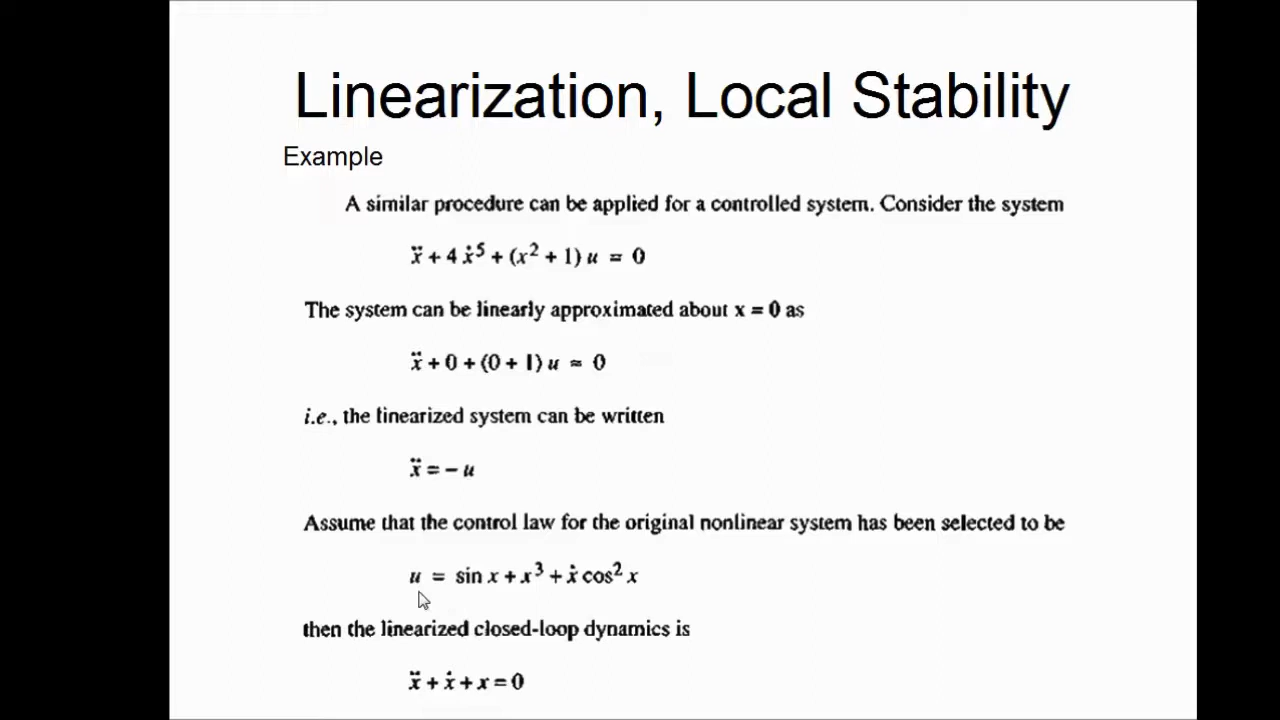 Linearization, Local Stability
Example
A similar procedure can be applied for a controlled system. Consider the system
ẍ + 4 ẋ⁵ + (x² + 1) u = 0
The system can be linearly approximated about x = 0 as
ẍ + 0 + (0 + 1) u ≈ 0
i.e., the linearized system can be written
ẍ = − u
Assume that the control law for the original nonlinear system has been selected to be
u = sin x + x³ + ẋ cos² x
then the linearized closed-loop dynamics is
ẍ + ẋ + x = 0